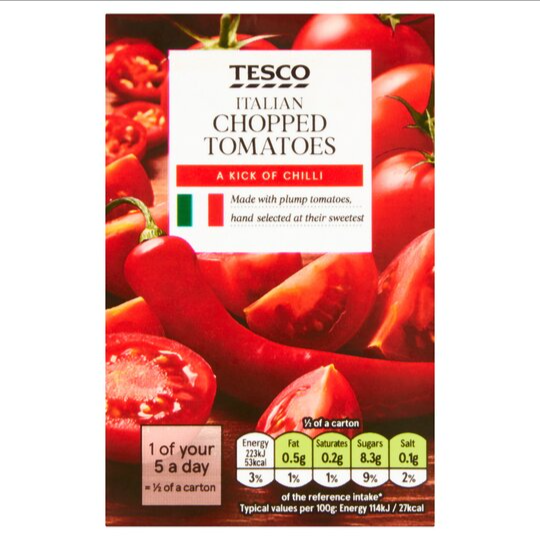 TESCO
ITALIAN
CHOPPED
TOMATOES
A KICK OF CHILLI
Made with plump tomatoes,
hand selected at their sweetest
1 of your
5 a day
= ½ of a carton
½ of a carton
Energy
223kJ
53kcal
3%
Fat
0.5g
1%
Saturates
0.2g
1%
Sugars
8.3g
9%
Salt
0.1g
2%
of the reference intake*
Typical values per 100g: Energy 114kJ / 27kcal